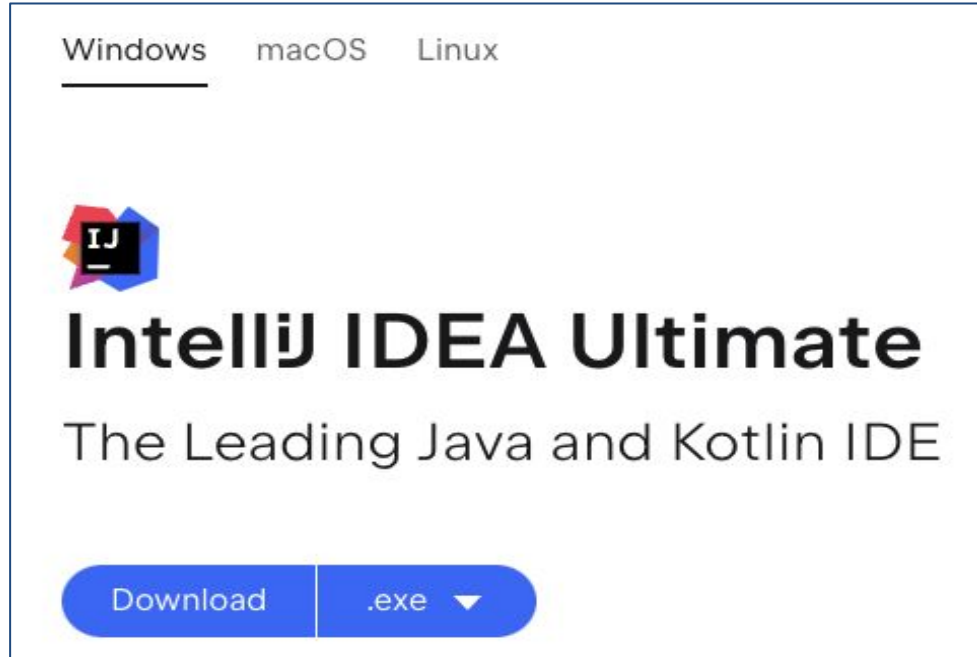 Windows macOS Linux
IJ
IntelliJ IDEA Ultimate
The Leading Java and Kotlin IDE
Download .exe